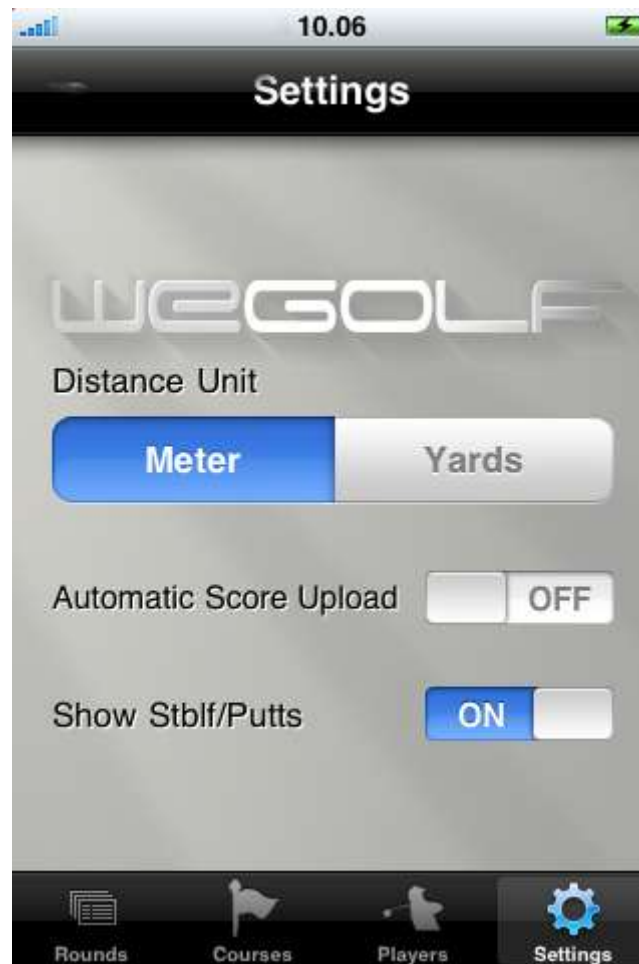 10.06
Settings
WEGOLF
Distance Unit
Meter Yards
Automatic Score Upload OFF
Show Stblf/Putts ON
Rounds Courses Players Settings